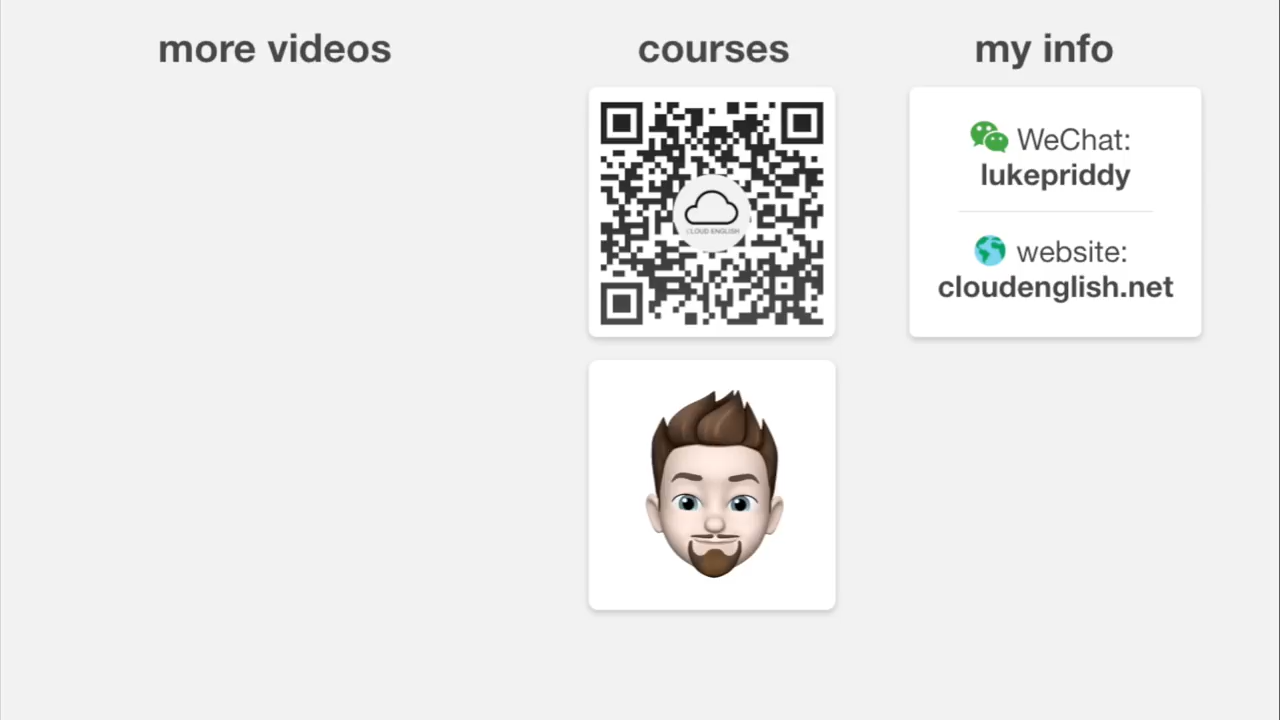 more videos
courses
my info
CLOUD ENGLISH
WeChat:
lukepriddy
website:
cloudenglish.net